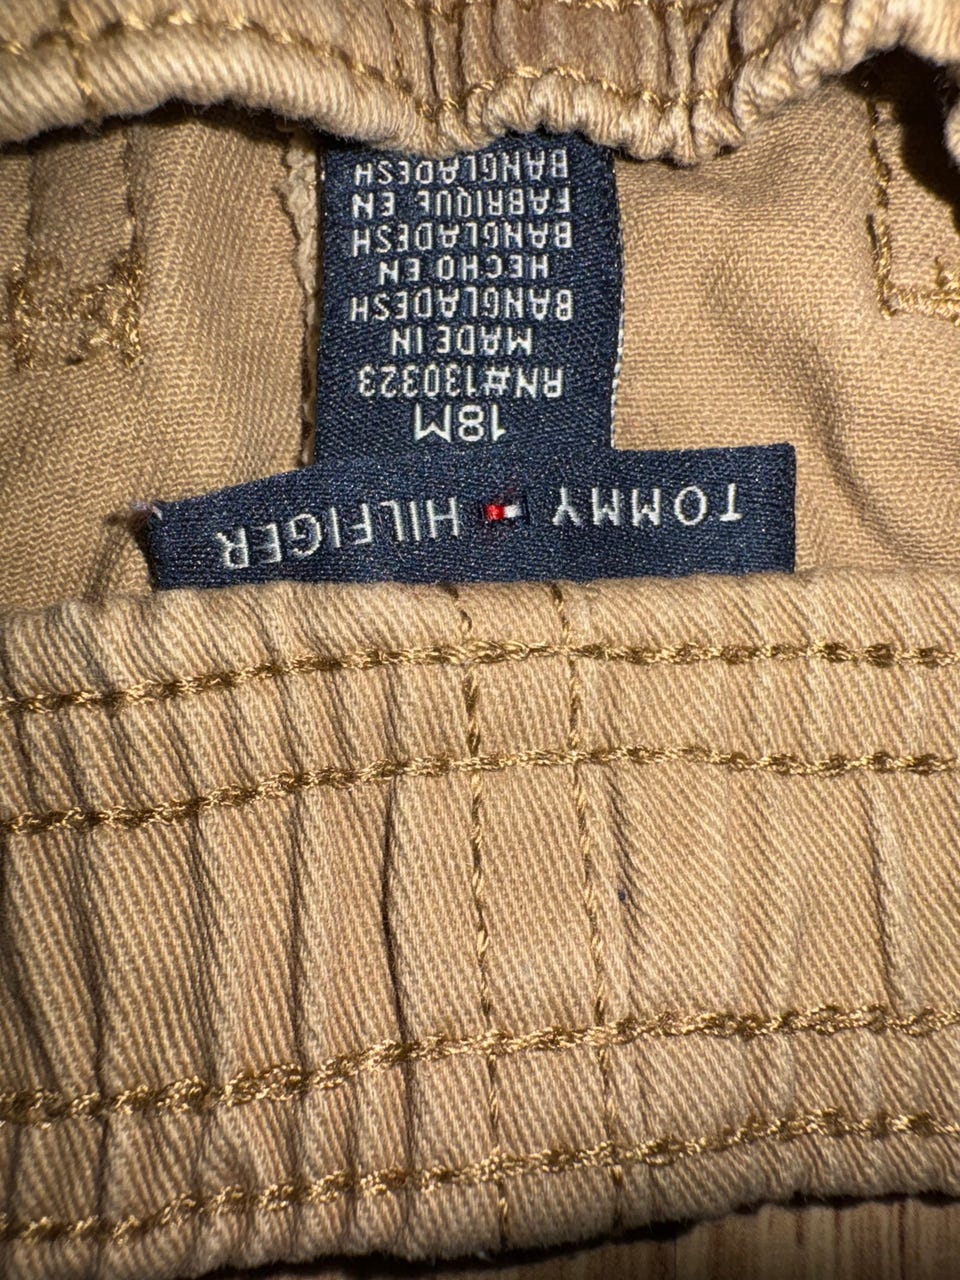 TOMMY HILFIGER
18M
RN#130323
MADE IN
BANGLADESH
HECHO EN
BANGLADESH
FABRIQUE EN
BANGLADESH